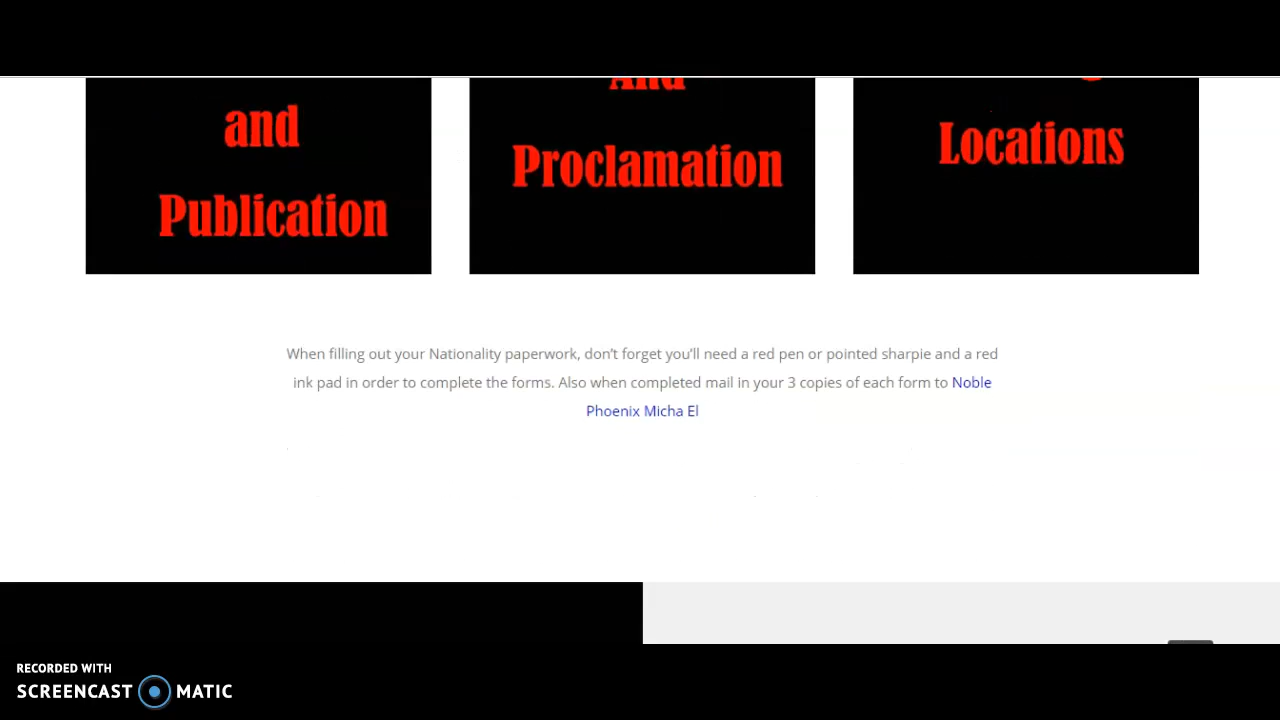 And
and
Proclamation
Locations
Publication
When filling out your Nationality paperwork, don't forget you'll need a red pen or pointed sharpie and a red
ink pad in order to complete the forms. Also when completed mail in your 3 copies of each form to Noble
Phoenix Micha El
RECORDED WITH
SCREENCAST MATIC